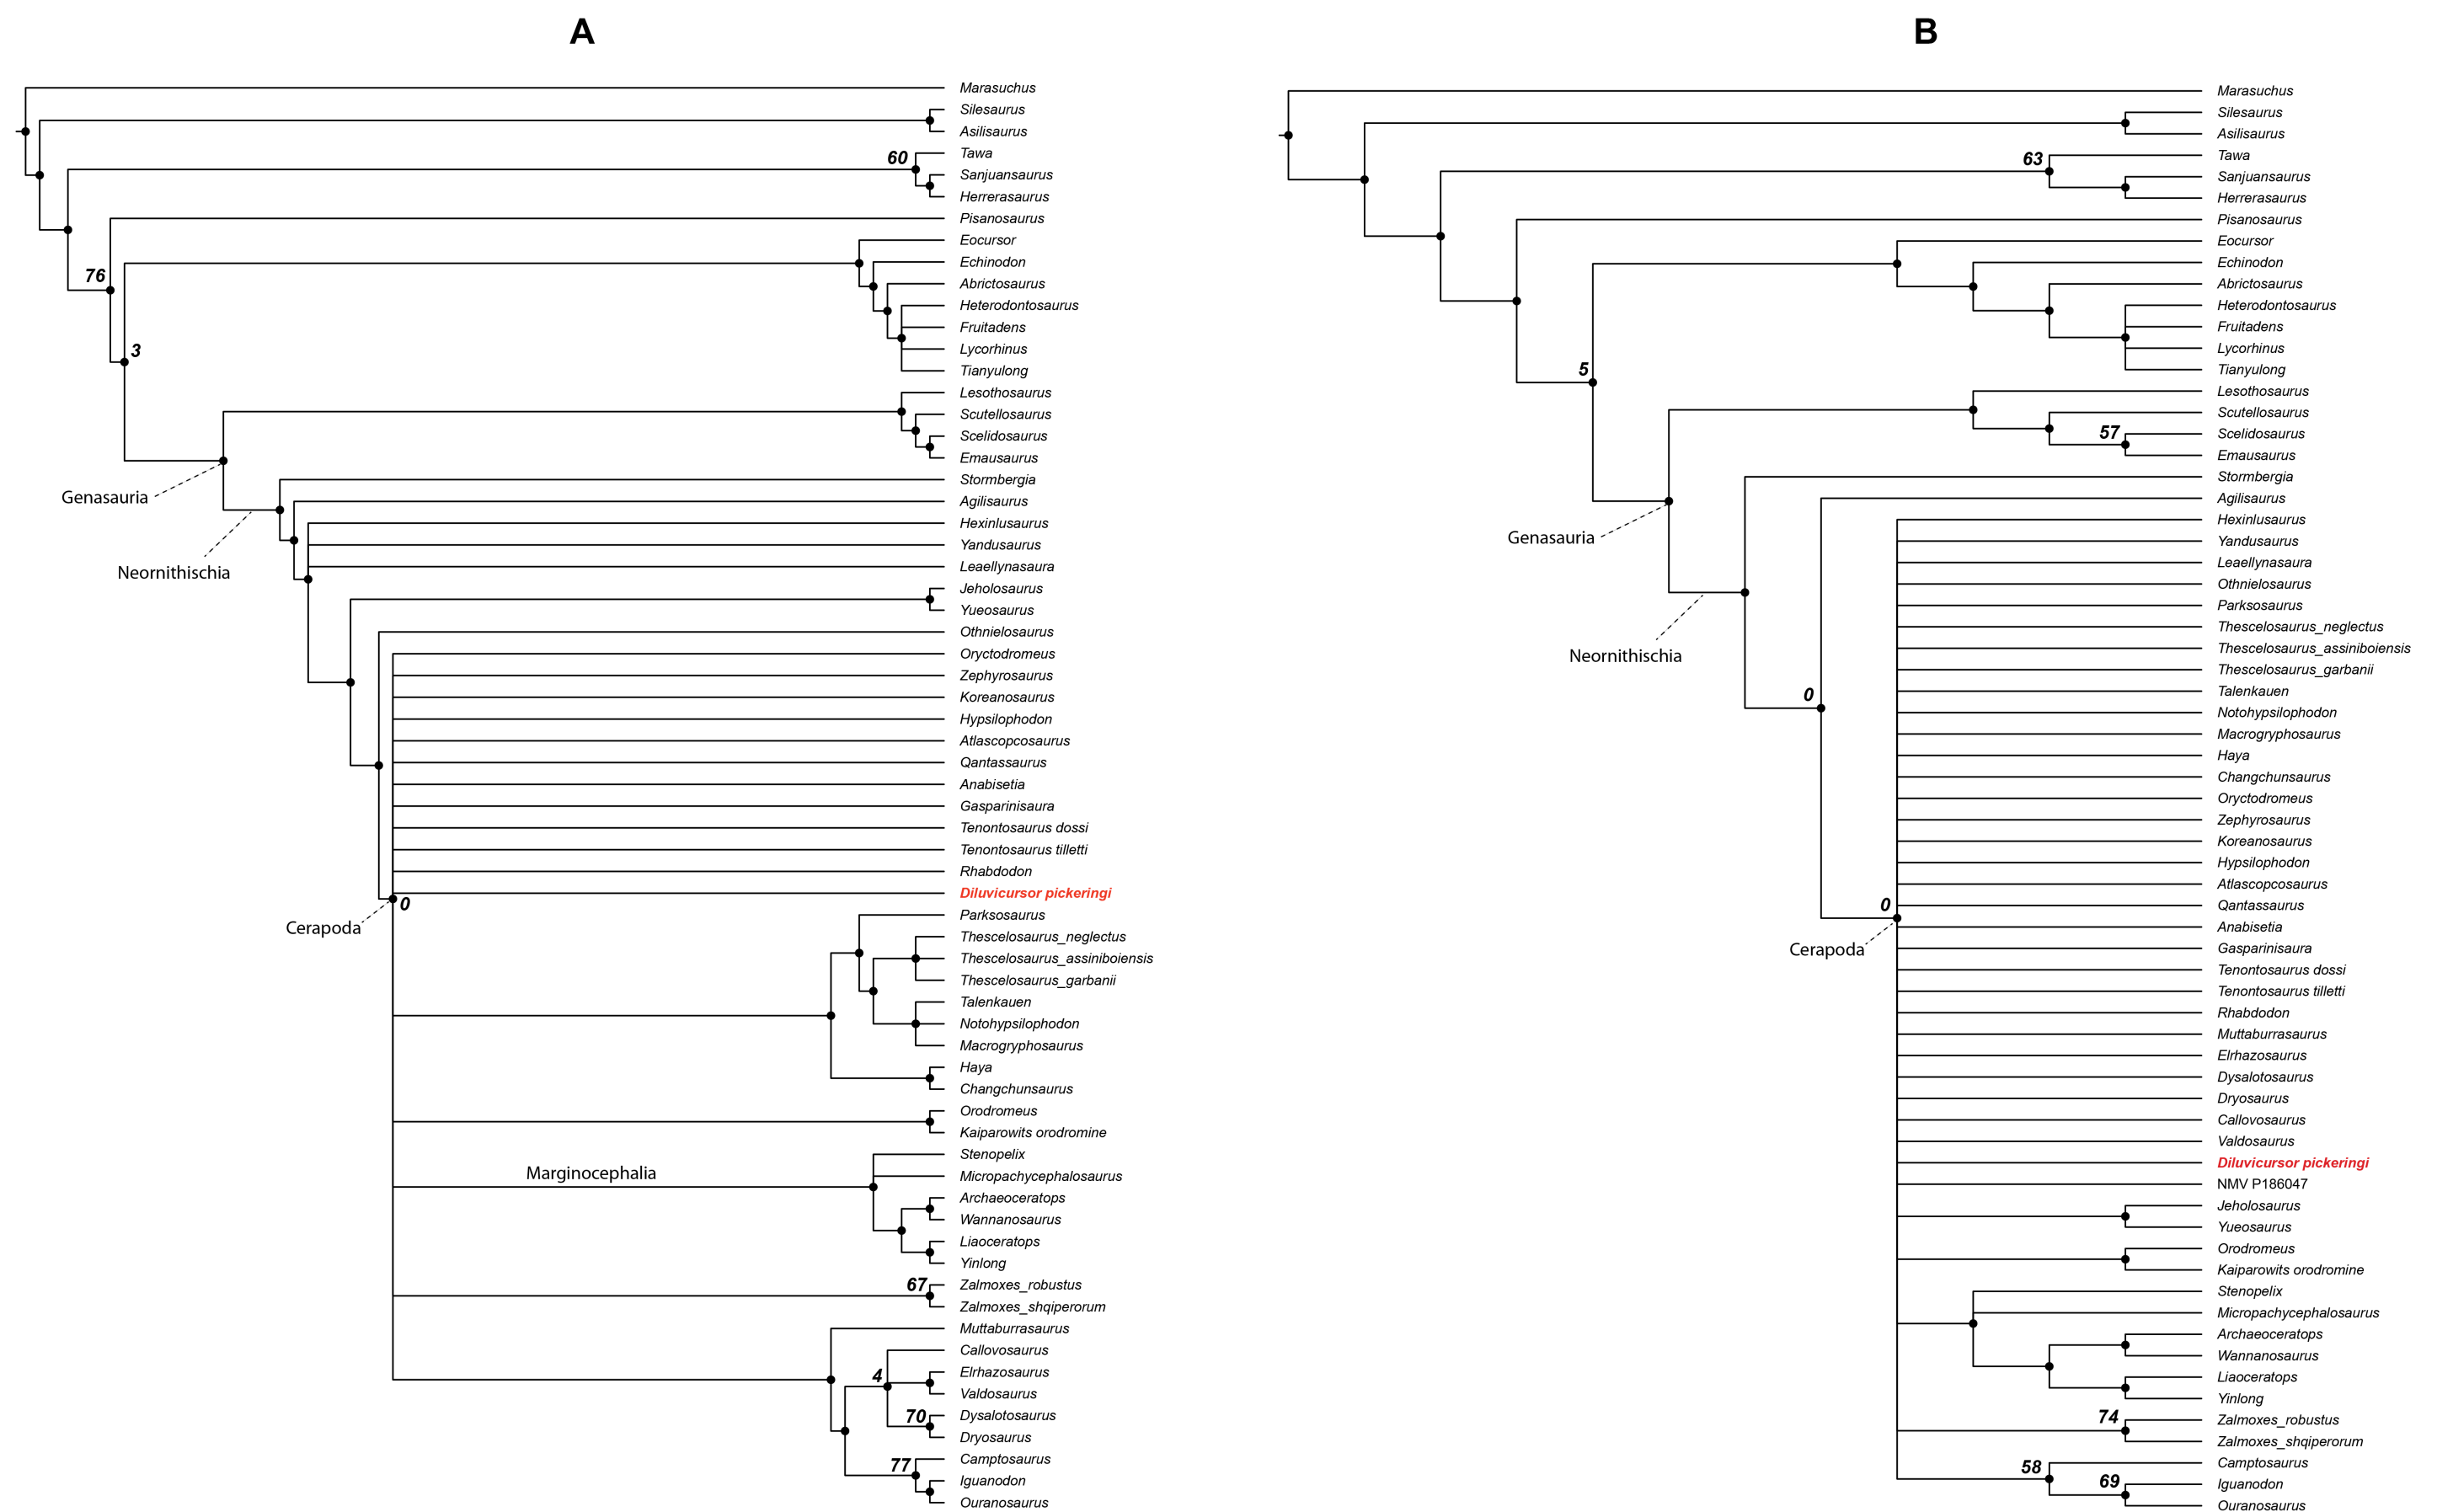 A
Marasuchus
Silesaurus
Asilisaurus
60
Tawa
Sanjuansaurus
Herrerasaurus
Pisanosaurus
76
Eocursor
Echinodon
Abrictosaurus
Heterodontosaurus
Fruitadens
Lycorhinus
Tianyulong
3
Lesothosaurus
Scutellosaurus
Scelidosaurus
Emausaurus
Genasauria
Stormbergia
Agilisaurus
Hexinlusaurus
Yandusaurus
Leaellynasaura
Neornithischia
Jeholosaurus
Yueosaurus
Othnielosaurus
Oryctodromeus
Zephyrosaurus
Koreanosaurus
Hypsilophodon
Atlascopcosaurus
Qantassaurus
Anabisetia
Gasparinisaura
Tenontosaurus dossi
Tenontosaurus tilletti
Rhabdodon
Diluvicursor pickeringi
0
Cerapoda
Parksosaurus
Thescelosaurus_neglectus
Thescelosaurus_assiniboiensis
Thescelosaurus_garbanii
Talenkauen
Notohypsilophodon
Macrogryphosaurus
Haya
Changchunsaurus
Orodromeus
Kaiparowits orodromine
Marginocephalia
Stenopelix
Micropachycephalosaurus
Archaeoceratops
Wannanosaurus
Liaoceratops
Yinlong
67
Zalmoxes_robustus
Zalmoxes_shqiperorum
Muttaburrasaurus
Callovosaurus
4
Elrhazosaurus
Valdosaurus
70
Dysalotosaurus
Dryosaurus
77
Camptosaurus
Iguanodon
Ouranosaurus
B
Marasuchus
Silesaurus
Asilisaurus
63
Tawa
Sanjuansaurus
Herrerasaurus
Pisanosaurus
Eocursor
Echinodon
Abrictosaurus
Heterodontosaurus
Fruitadens
Lycorhinus
Tianyulong
5
Lesothosaurus
Scutellosaurus
57
Scelidosaurus
Emausaurus
Stormbergia
Agilisaurus
Genasauria
Hexinlusaurus
Yandusaurus
Leaellynasaura
Othnielosaurus
Parksosaurus
Thescelosaurus_neglectus
Thescelosaurus_assiniboiensis
Thescelosaurus_garbanii
Neornithischia
Talenkauen
0
Notohypsilophodon
Macrogryphosaurus
Haya
Changchunsaurus
Oryctodromeus
Zephyrosaurus
Koreanosaurus
Hypsilophodon
Atlascopcosaurus
0
Qantassaurus
Anabisetia
Cerapoda
Gasparinisaura
Tenontosaurus dossi
Tenontosaurus tilletti
Rhabdodon
Muttaburrasaurus
Elrhazosaurus
Dysalotosaurus
Dryosaurus
Callovosaurus
Valdosaurus
Diluvicursor pickeringi
NMV P186047
Jeholosaurus
Yueosaurus
Orodromeus
Kaiparowits orodromine
Stenopelix
Micropachycephalosaurus
Archaeoceratops
Wannanosaurus
Liaoceratops
Yinlong
74
Zalmoxes_robustus
Zalmoxes_shqiperorum
58
Camptosaurus
69
Iguanodon
Ouranosaurus